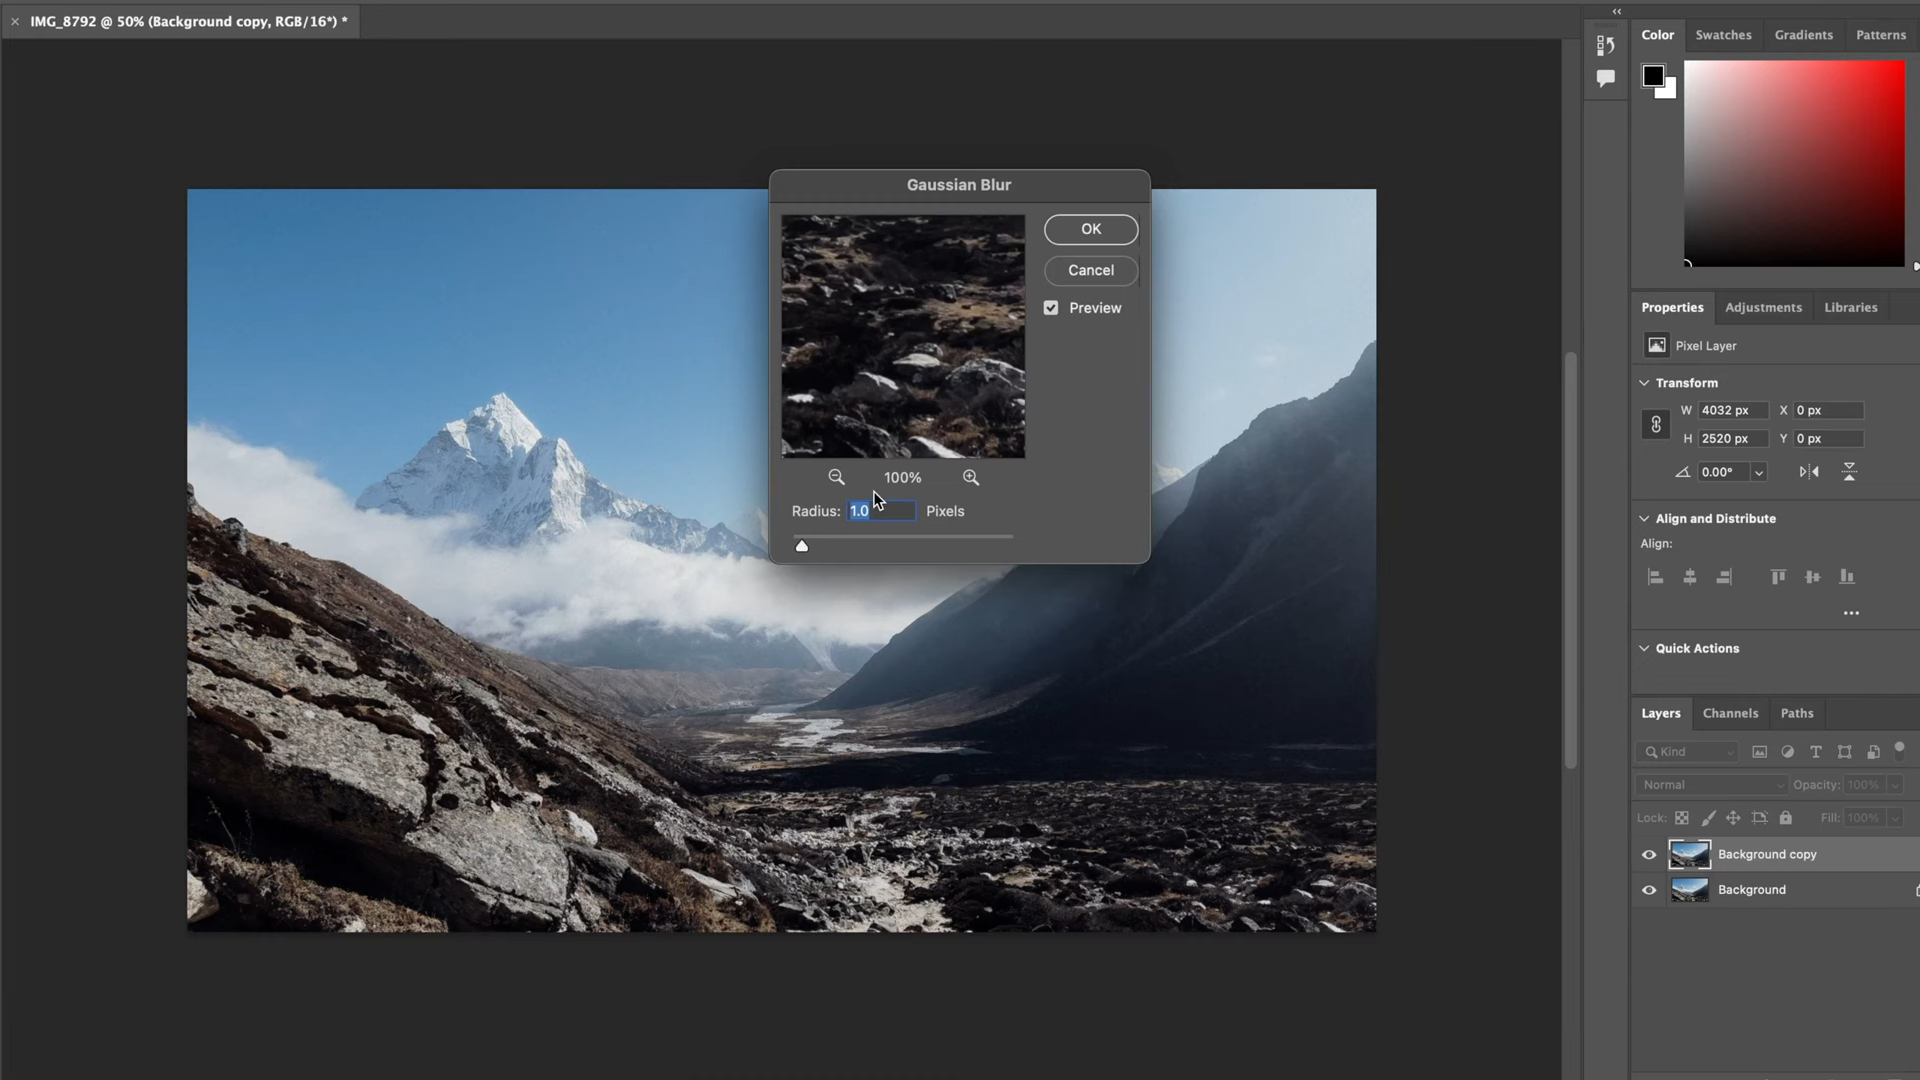 IMG_8792 @ 50% (Background copy, RGB/16*) *
Color Swatches Gradients Patterns
Gaussian Blur
OK
Cancel
Preview
100%
Radius: 1.0 Pixels
Properties Adjustments Libraries
Pixel Layer
Transform
W 4032 px X 0 px
H 2520 px Y 0 px
0.00°
Align and Distribute
Align:
Quick Actions
Layers Channels Paths
Kind
Normal Opacity: 100%
Lock: Fill: 100%
Background copy
Background